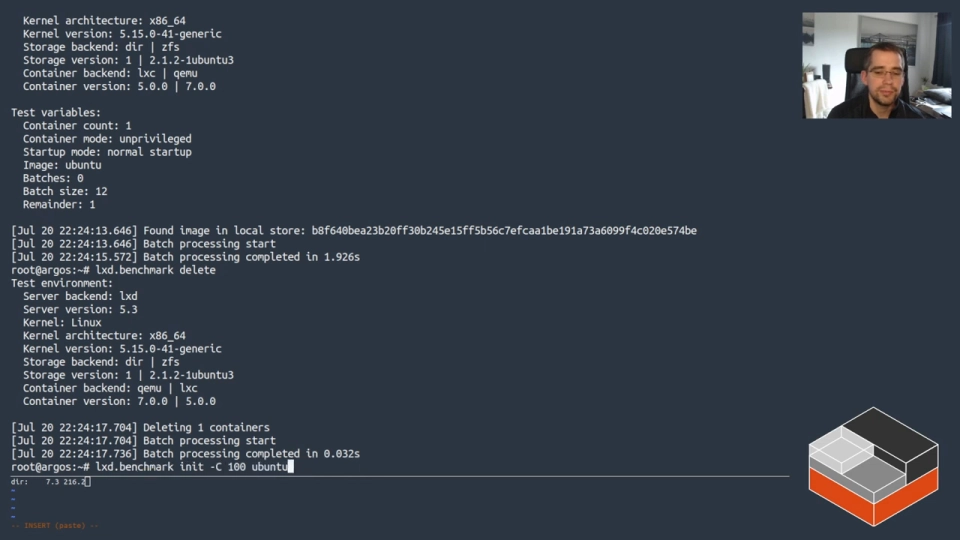 Kernel architecture: x86_64
Kernel version: 5.15.0-41-generic
Storage backend: dir | zfs
Storage version: 1 | 2.1.2-1ubuntu3
Container backend: lxc | qemu
Container version: 5.0.0 | 7.0.0
Test variables:
Container count: 1
Container mode: unprivileged
Startup mode: normal startup
Image: ubuntu
Batches: 0
Batch size: 12
Remainder: 1
[Jul 20 22:24:13.646] Found image in local store: b8f640bea23b20ff30b245e15ff5b56c7efcaa1be191a73a6099f4c020e574be
[Jul 20 22:24:13.646] Batch processing start
[Jul 20 22:24:15.572] Batch processing completed in 1.926s
root@argos:~# lxd.benchmark delete
Test environment:
Server backend: lxd
Server version: 5.3
Kernel: Linux
Kernel architecture: x86_64
Kernel version: 5.15.0-41-generic
Storage backend: dir | zfs
Storage version: 1 | 2.1.2-1ubuntu3
Container backend: qemu | lxc
Container version: 7.0.0 | 5.0.0
[Jul 20 22:24:17.704] Deleting 1 containers
[Jul 20 22:24:17.704] Batch processing start
[Jul 20 22:24:17.736] Batch processing completed in 0.032s
root@argos:~# lxd.benchmark init -C 100 ubuntu
dir: 7.3 216.2
~
~
~
~
-- INSERT (paste) --